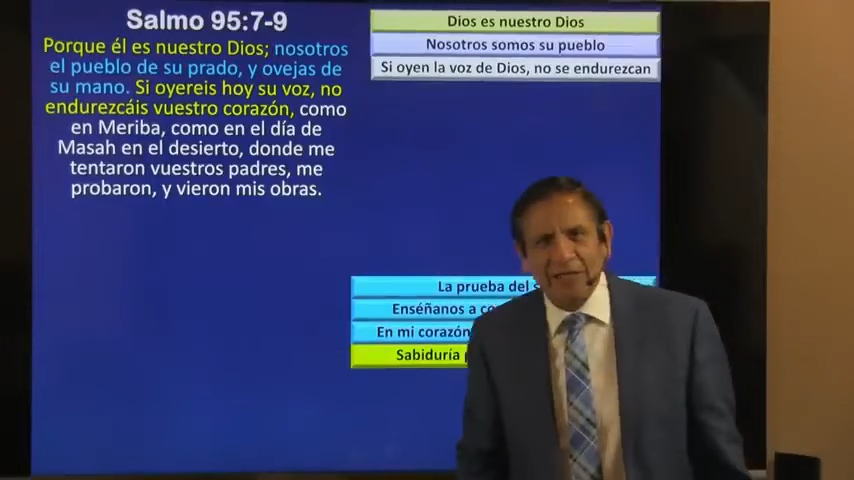 Salmo 95:7-9
Porque él es nuestro Dios; nosotros
el pueblo de su prado, y ovejas de
su mano. Si oyereis hoy su voz, no
endurezcáis vuestro corazón, como
en Meriba, como en el día de
Masah en el desierto, donde me
tentaron vuestros padres, me
probaron, y vieron mis obras.
Dios es nuestro Dios
Nosotros somos su pueblo
Si oyen la voz de Dios, no se endurezcan
La prueba del
Enséñanos a
En mi corazón
Sabiduría